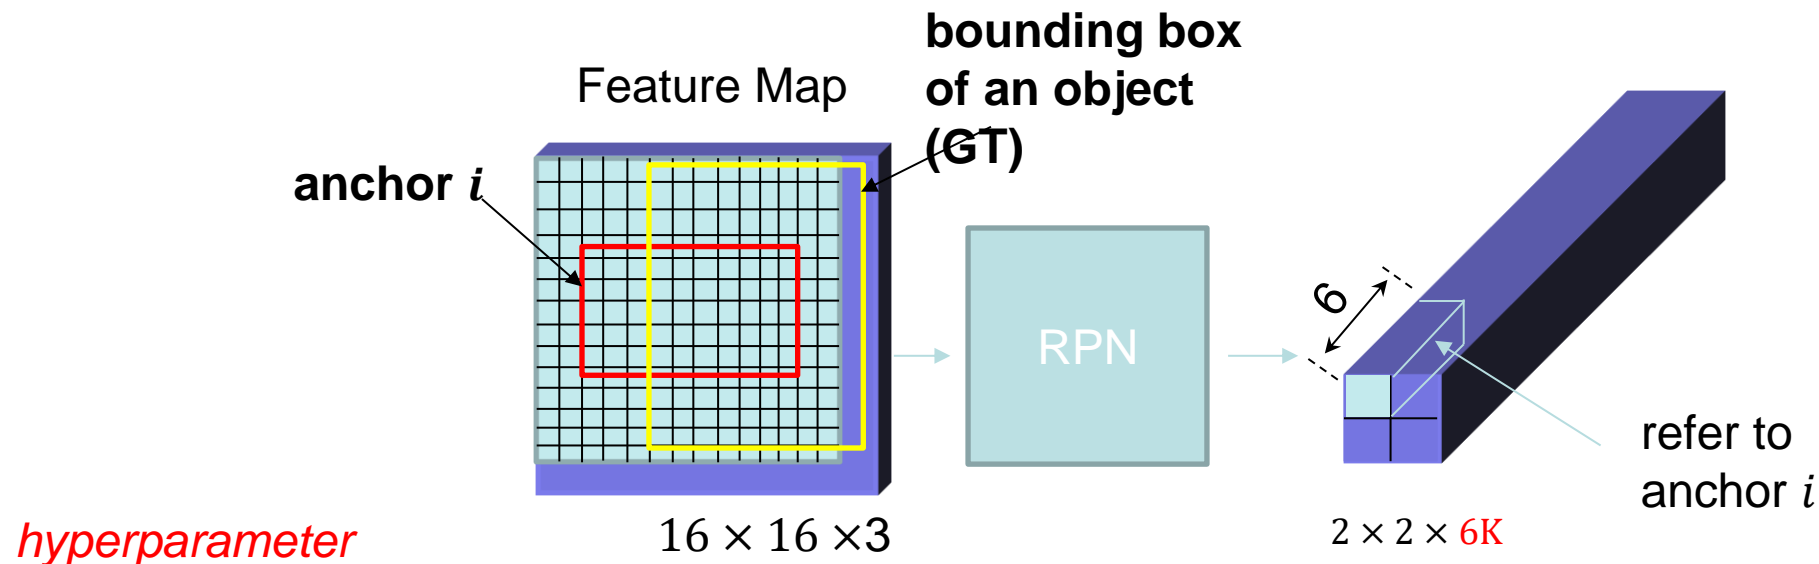 bounding box
of an object
(GT)
Feature Map
anchor i
RPN
6
refer to
anchor i
hyperparameter
16 × 16 ×3
2 × 2 × 6K